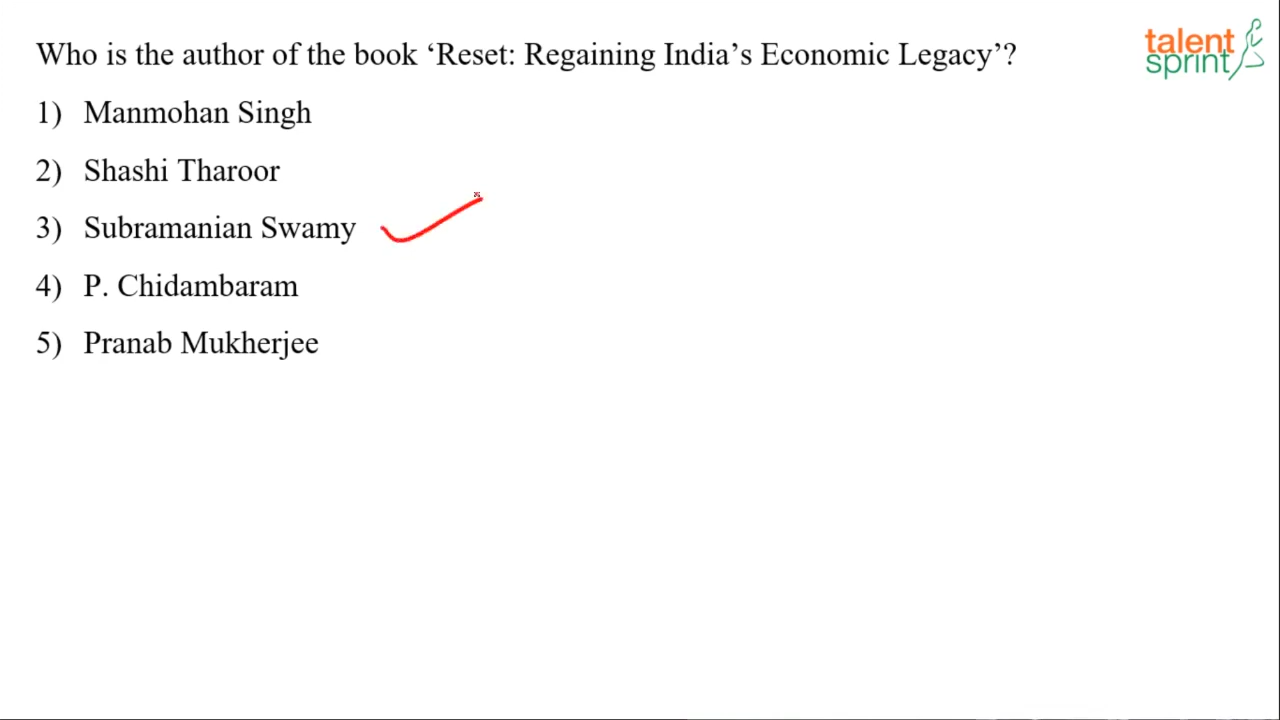 Who is the author of the book ‘Reset: Regaining India’s Economic Legacy’?
talent
sprint
1) Manmohan Singh
2) Shashi Tharoor
3) Subramanian Swamy
4) P. Chidambaram
5) Pranab Mukherjee